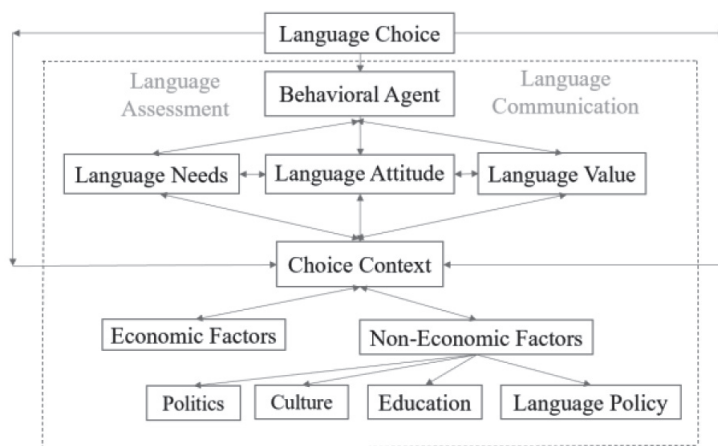 Language Choice
Language
Assessment
Behavioral Agent
Language
Communication
Language Needs
Language Attitude
Language Value
Choice Context
Economic Factors
Non-Economic Factors
Politics
Culture
Education
Language Policy